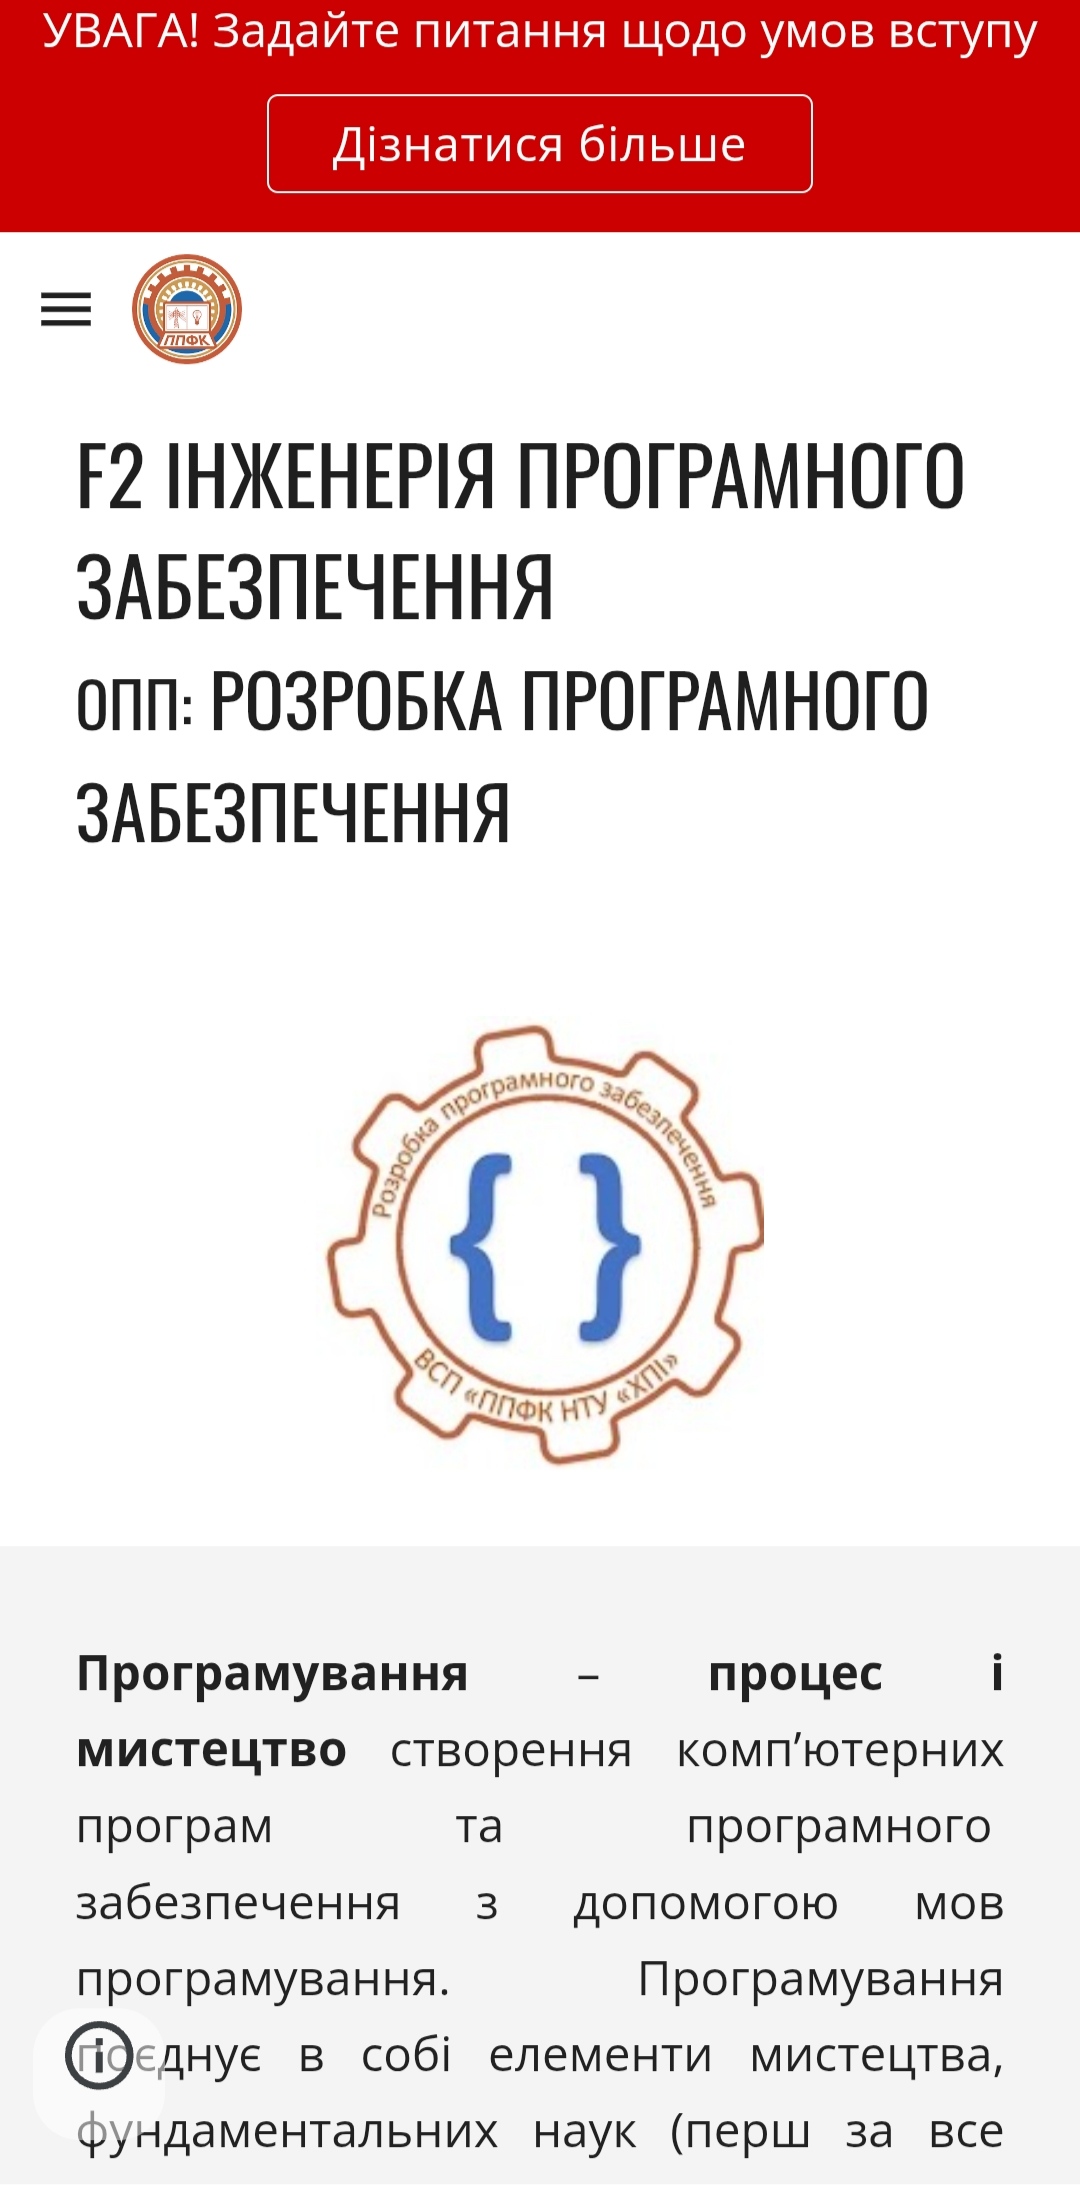 УВАГА! Задайте питання щодо умов вступу
Дізнатися більше
ППФК
F2 ІНЖЕНЕРІЯ ПРОГРАМНОГО
ЗАБЕЗПЕЧЕННЯ
ОПП: РОЗРОБКА ПРОГРАМНОГО
ЗАБЕЗПЕЧЕННЯ
Розробка програмного забезпечення
{ }
ВСП «ППФК НТУ «ХПІ»
Програмування – процес і
мистецтво створення комп’ютерних
програм та програмного
забезпечення з допомогою мов
програмування. Програмування
поєднує в собі елементи мистецтва,
фундаментальних наук (перш за все